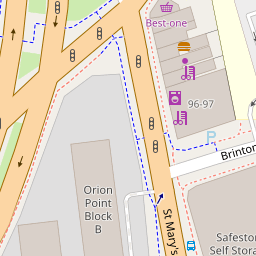 Best-one
96-97
P
Brinton
Orion
Point
Block
B
St Mary's
Safestor
Self Stora